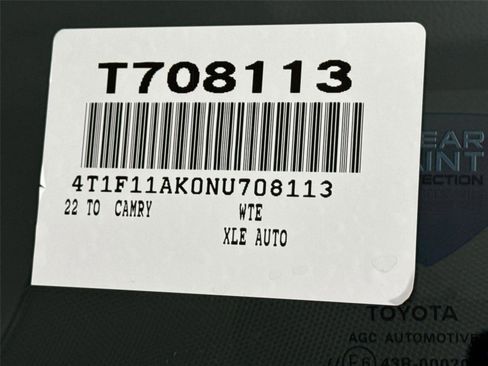 T708113
4T1F11AK0NU708113
22 TO CAMRY WTE
XLE AUTO
TOYOTA
AGC AUTOMOTIVE